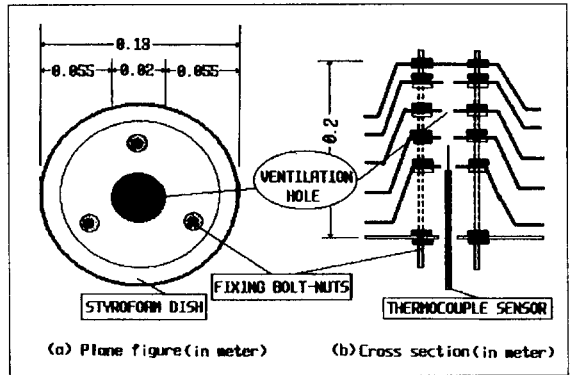 0.13
0.055
0.02
0.055
0.2
VENTILATION
HOLE
FIXING BOLT-NUTS
STYROFOAM DISH
THERMOCOUPLE SENSOR
(a) Plane figure(in meter)
(b) Cross section(in meter)